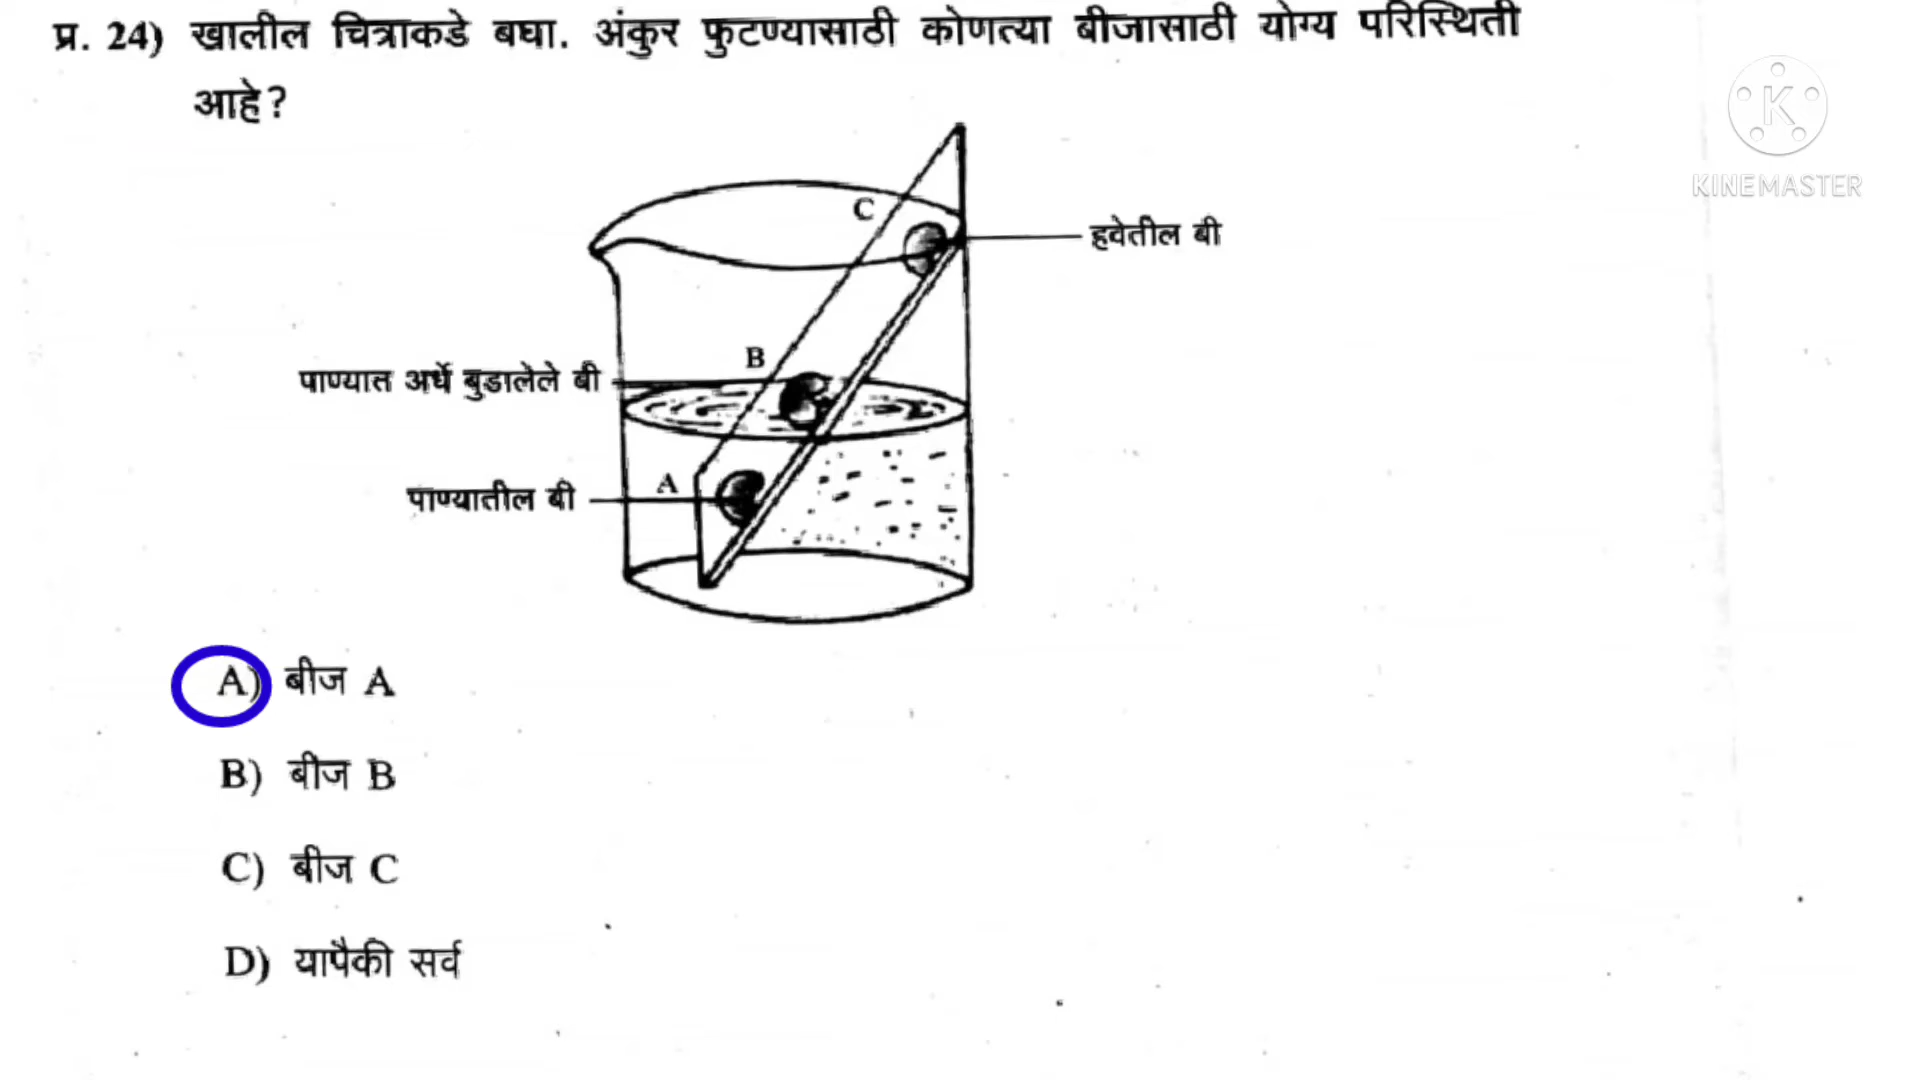 प्र. 24) खालील चित्राकडे बघा. अंकुर फुटण्यासाठी कोणत्या बीजासाठी योग्य परिस्थिती
आहे?
K
KINEMASTER
C
हवेतील बी
B
पाण्यात अर्धे बुडालेले बी
A
पाण्यातील बी
A) बीज A
B) बीज B
C) बीज C
D) यापैकी सर्व